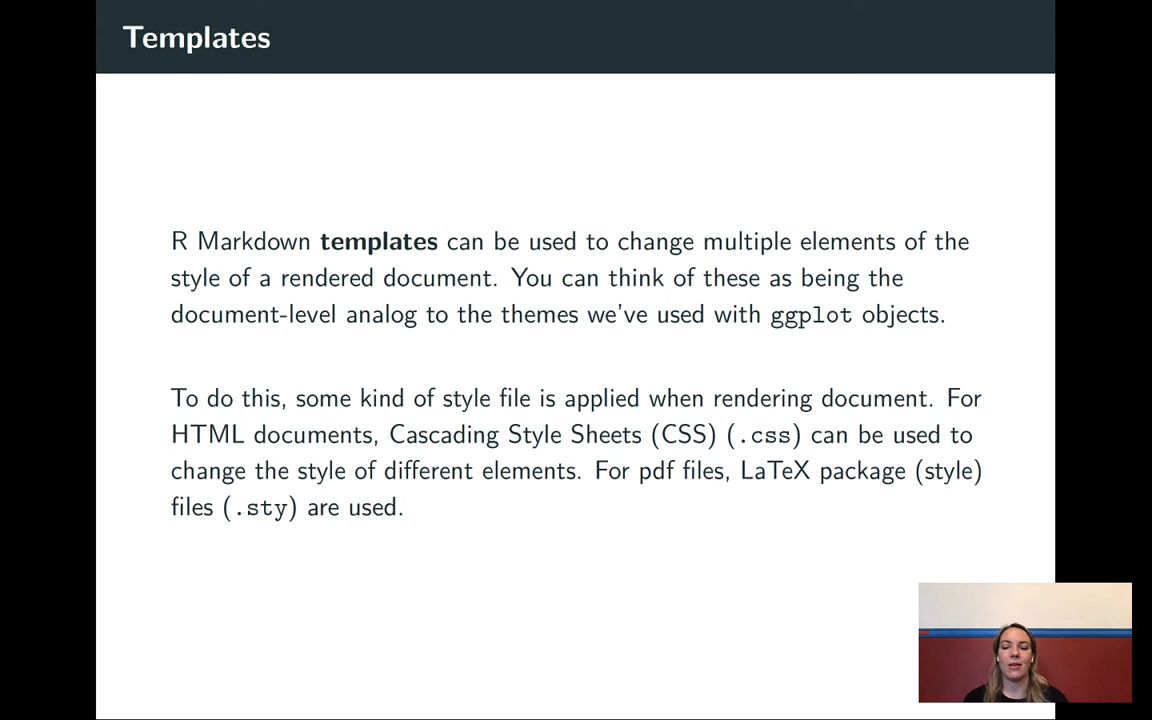 Templates
R Markdown templates can be used to change multiple elements of the
style of a rendered document. You can think of these as being the
document-level analog to the themes we've used with ggplot objects.
To do this, some kind of style file is applied when rendering document. For
HTML documents, Cascading Style Sheets (CSS) (.css) can be used to
change the style of different elements. For pdf files, LaTeX package (style)
files (.sty) are used.